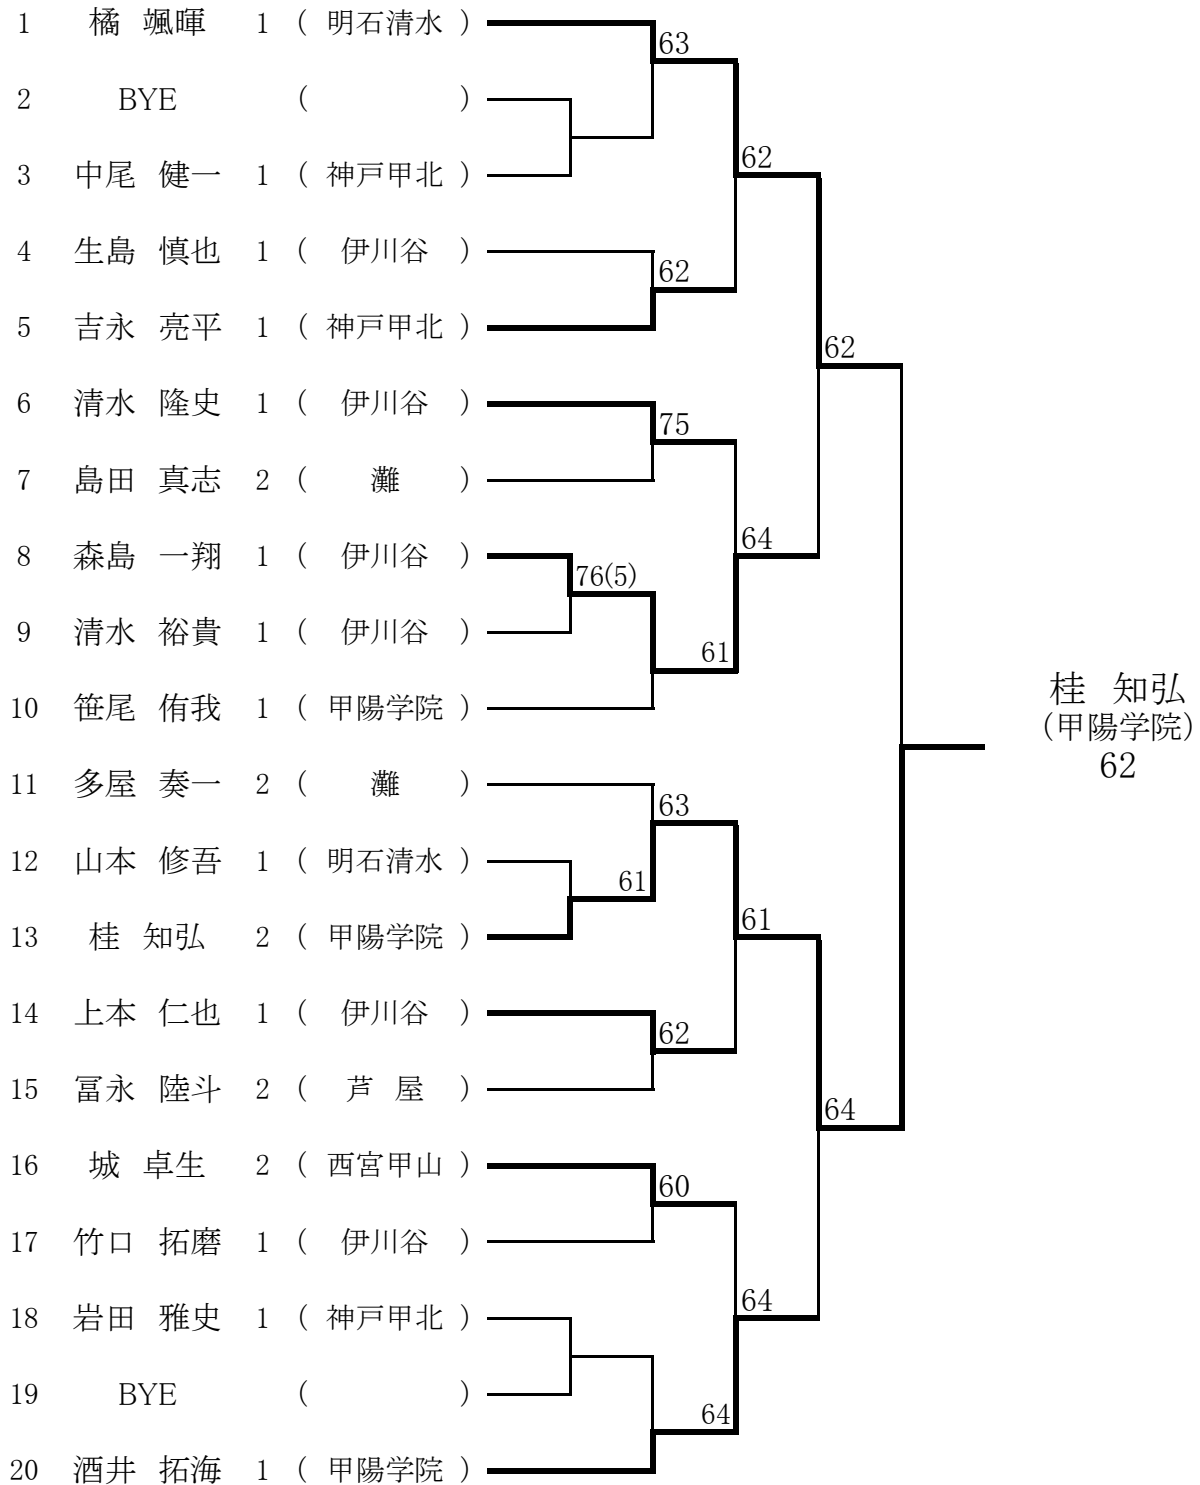 1 橘 颯暉 1 ( 明石清水 )
63
2 BYE ( )
62
3 中尾 健一 1 ( 神戸甲北 )
4 生島 慎也 1 ( 伊川谷 )
62
5 吉永 亮平 1 ( 神戸甲北 )
62
6 清水 隆史 1 ( 伊川谷 )
75
7 島田 真志 2 ( 灘 )
64
8 森島 一翔 1 ( 伊川谷 )
76(5)
9 清水 裕貴 1 ( 伊川谷 )
61
10 笹尾 侑我 1 ( 甲陽学院 )
桂 知弘
(甲陽学院)
62
11 多屋 奏一 2 ( 灘 )
63
12 山本 修吾 1 ( 明石清水 )
61
13 桂 知弘 2 ( 甲陽学院 )
61
14 上本 仁也 1 ( 伊川谷 )
62
15 冨永 陸斗 2 ( 芦 屋 )
64
16 城 卓生 2 ( 西宮甲山 )
60
17 竹口 拓磨 1 ( 伊川谷 )
64
18 岩田 雅史 1 ( 神戸甲北 )
19 BYE ( )
64
20 酒井 拓海 1 ( 甲陽学院 )